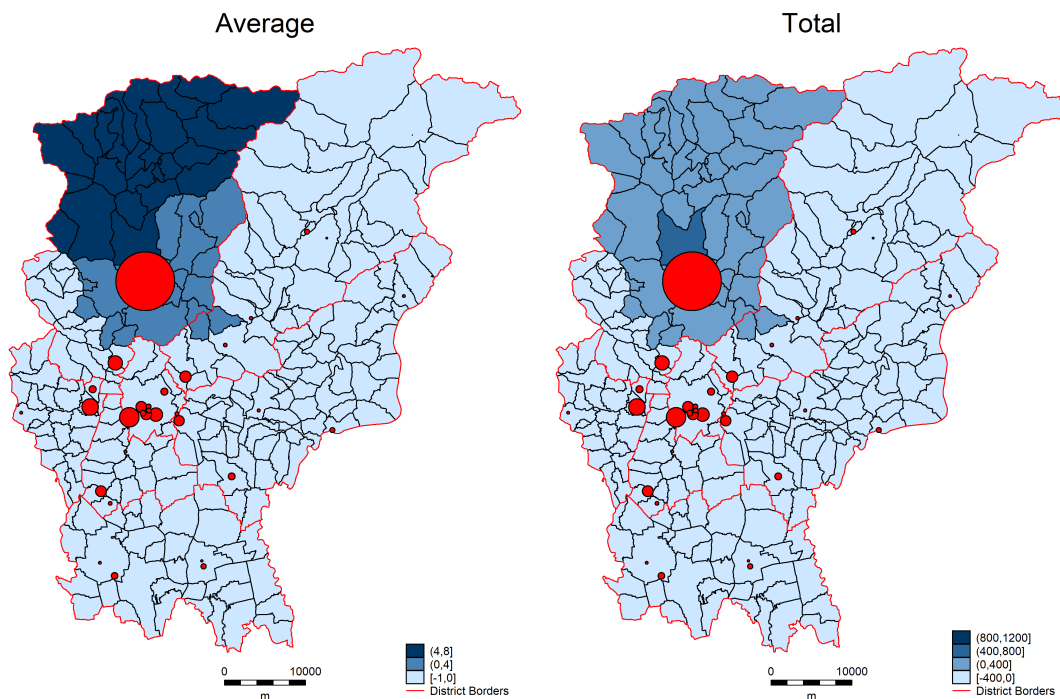 Average
Total
0 10000
m
(4,8]
(0,4]
[-1,0]
District Borders
0 10000
m
(800,1200]
(400,800]
(0,400]
[-400,0]
District Borders